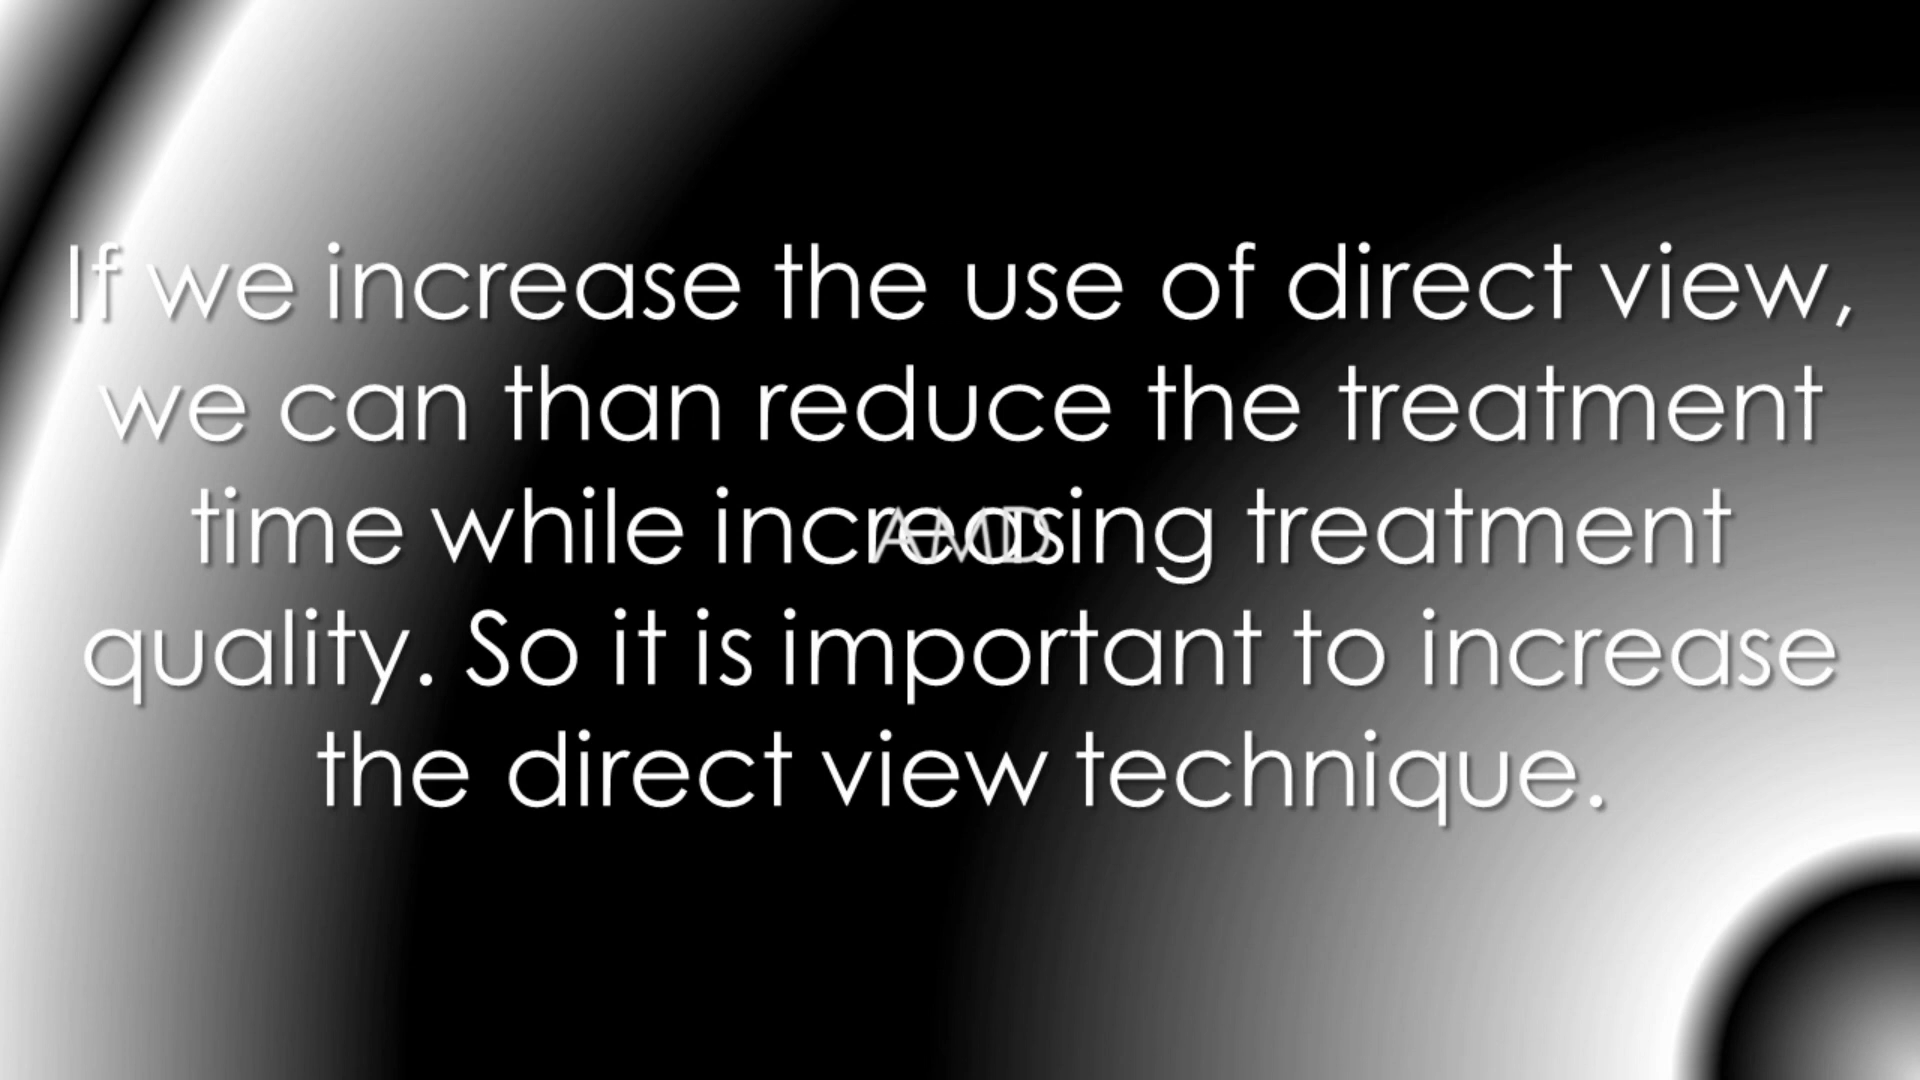 If we increase the use of direct view,
we can than reduce the treatment
time while increasing treatment
quality. So it is important to increase
the direct view technique.
AMD